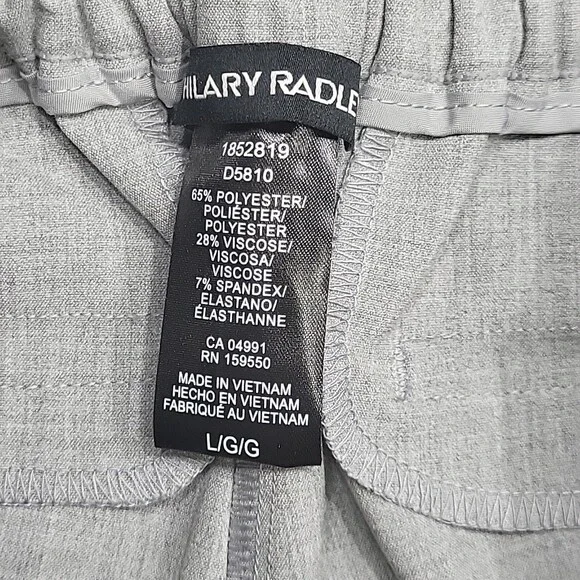 HILARY RADLE
1852819
D5810
65% POLYESTER/
POLIÉSTER/
POLYESTER
28% VISCOSE/
VISCOSA/
VISCOSE
7% SPANDEX/
ELASTANO/
ÉLASTHANNE
CA 04991
RN 159550
MADE IN VIETNAM
HECHO EN VIETNAM
FABRIQUÉ AU VIETNAM
L/G/G